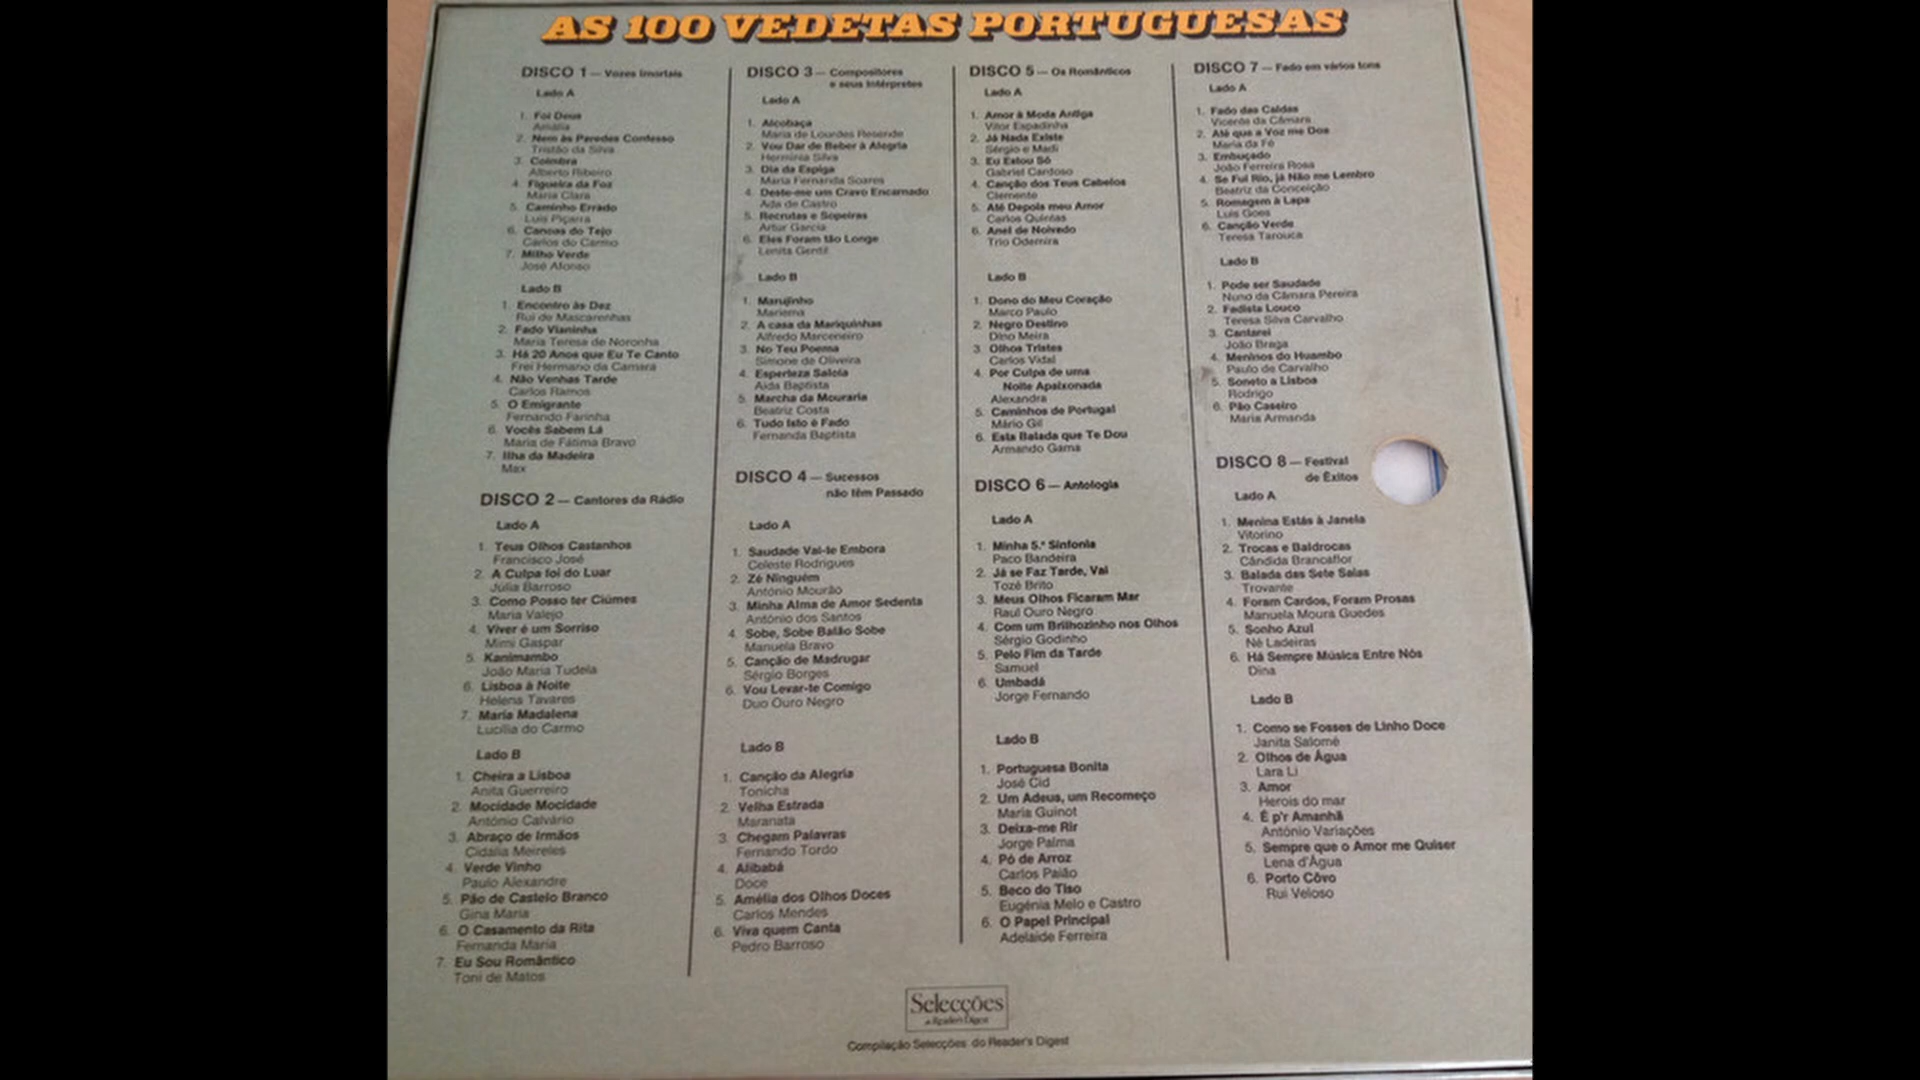 AS 100 VEDETAS PORTUGUESAS
DISCO 1 — Vozes Imortais
Lado A
1. Foi Deus
Amália
2. Nem às Paredes Confesso
Tristão da Silva
3. Coimbra
Alberto Ribeiro
4. Figueira da Foz
Maria Clara
5. Caminho Errado
Luís Piçarra
6. Canoas do Tejo
Carlos do Carmo
7. Milho Verde
José Afonso
Lado B
1. Encontro às Dez
Rui de Mascarenhas
2. Fado Vianinha
Maria Teresa de Noronha
3. Há 20 Anos que Eu Te Canto
Frei Hermano da Câmara
4. Não Venhas Tarde
Carlos Ramos
5. O Emigrante
Fernando Farinha
6. Vocês Sabem Lá
Maria de Fátima Bravo
7. Ilha da Madeira
Max
DISCO 2 — Cantores da Rádio
Lado A
1. Teus Olhos Castanhos
Francisco José
2. A Culpa foi do Luar
Júlia Barroso
3. Como Posso ter Ciúmes
Maria Valejo
4. Viver é um Sorriso
Mimi Gaspar
5. Kanimambo
João Maria Tudela
6. Lisboa à Noite
Helena Tavares
7. Maria Madalena
Lucília do Carmo
Lado B
1. Cheira a Lisboa
Anita Guerreiro
2. Mocidade Mocidade
António Calvário
3. Abraço de Irmãos
Cidália Meireles
4. Verde Vinho
Paulo Alexandre
5. Pão de Castelo Branco
Gina Maria
6. O Casamento da Rita
Fernanda Maria
7. Eu Sou Romântico
Toni de Matos
DISCO 3 — Compositores
e seus Intérpretes
Lado A
1. Alcobaça
Maria de Lourdes Resende
2. Vou Dar de Beber à Alegria
Hermínia Silva
3. Dia da Espiga
Maria Fernanda Soares
4. Deste-me um Cravo Encarnado
Ada de Castro
5. Recrutas e Sopeiras
Artur Garcia
6. Eles Foram tão Longe
Lenita Gentil
Lado B
1. Marujinho
Mariema
2. A casa da Mariquinhas
Alfredo Marceneiro
3. No Teu Poema
Simone de Oliveira
4. Esperteza Saloia
Aida Baptista
5. Marcha da Mouraria
Beatriz Costa
6. Tudo Isto é Fado
Fernanda Baptista
DISCO 4 — Sucessos
não têm Passado
Lado A
1. Saudade Vai-te Embora
Celeste Rodrigues
2. Zé Ninguém
António Mourão
3. Minha Alma de Amor Sedenta
António dos Santos
4. Sobe, Sobe Balão Sobe
Manuela Bravo
5. Canção de Madrugar
Sérgio Borges
6. Vou Levar-te Comigo
Duo Ouro Negro
Lado B
1. Canção da Alegria
Tonicha
2. Velha Estrada
Maranata
3. Chegam Palavras
Fernando Tordo
4. Alibabá
Doce
5. Amélia dos Olhos Doces
Carlos Mendes
6. Viva quem Canta
Pedro Barroso
DISCO 5 — Os Românticos
Lado A
1. Amor à Moda Antiga
Vítor Espadinha
2. Já Nada Existe
Sérgio e Madi
3. Eu Estou Só
Gabriel Cardoso
4. Canção dos Teus Cabelos
Clemente
5. Até Depois meu Amor
Carlos Quintas
6. Anel de Noivado
Trio Odemira
Lado B
1. Dono do Meu Coração
Marco Paulo
2. Negro Destino
Dino Meira
3. Olhos Tristes
Carlos Vidal
4. Por Culpa de uma
Noite Apaixonada
Alexandra
5. Caminhos de Portugal
Mário Gil
6. Esta Balada que Te Dou
Armando Gama
DISCO 6 — Antologia
Lado A
1. Minha 5.ª Sinfonia
Paco Bandeira
2. Já se Faz Tarde, Vai
Tozé Brito
3. Meus Olhos Ficaram Mar
Raúl Ouro Negro
4. Com um Brilhozinho nos Olhos
Sérgio Godinho
5. Pelo Fim da Tarde
Samuel
6. Umbadá
Jorge Fernando
Lado B
1. Portuguesa Bonita
José Cid
2. Um Adeus, um Recomeço
Maria Guinot
3. Deixa-me Rir
Jorge Palma
4. Pó de Arroz
Carlos Paião
5. Beco do Tiso
Eugénia Melo e Castro
6. O Papel Principal
Adelaide Ferreira
DISCO 7 — Fado em vários tons
Lado A
1. Fado das Caldas
Vicente da Câmara
2. Até que a Voz me Doa
Maria da Fé
3. Embuçado
João Ferreira Rosa
4. Se Fui Rio, já Não me Lembro
Beatriz da Conceição
5. Romagem à Lapa
Luís Goes
6. Canção Verde
Teresa Tarouca
Lado B
1. Pode ser Saudade
Nuno da Câmara Pereira
2. Fadista Louco
Teresa Silva Carvalho
3. Cantarei
João Braga
4. Meninos do Huambo
Paulo de Carvalho
5. Soneto a Lisboa
Rodrigo
6. Pão Caseiro
Maria Armanda
DISCO 8 — Festival
de Êxitos
Lado A
1. Menina Estás à Janela
Vitorino
2. Trocas e Baldrocas
Cândida Brancaflor
3. Balada das Sete Saias
Trovante
4. Foram Cardos, Foram Prosas
Manuela Moura Guedes
5. Sonho Azul
Né Ladeiras
6. Há Sempre Música Entre Nós
Dina
Lado B
1. Como se Fosses de Linho Doce
Janita Salomé
2. Olhos de Água
Lara Li
3. Amor
Herois do mar
4. É p'r Amanhã
António Variações
5. Sempre que o Amor me Quiser
Lena d'Água
6. Porto Côvo
Rui Veloso
Selecções
do Reader's Digest
Compilação Selecções do Reader's Digest